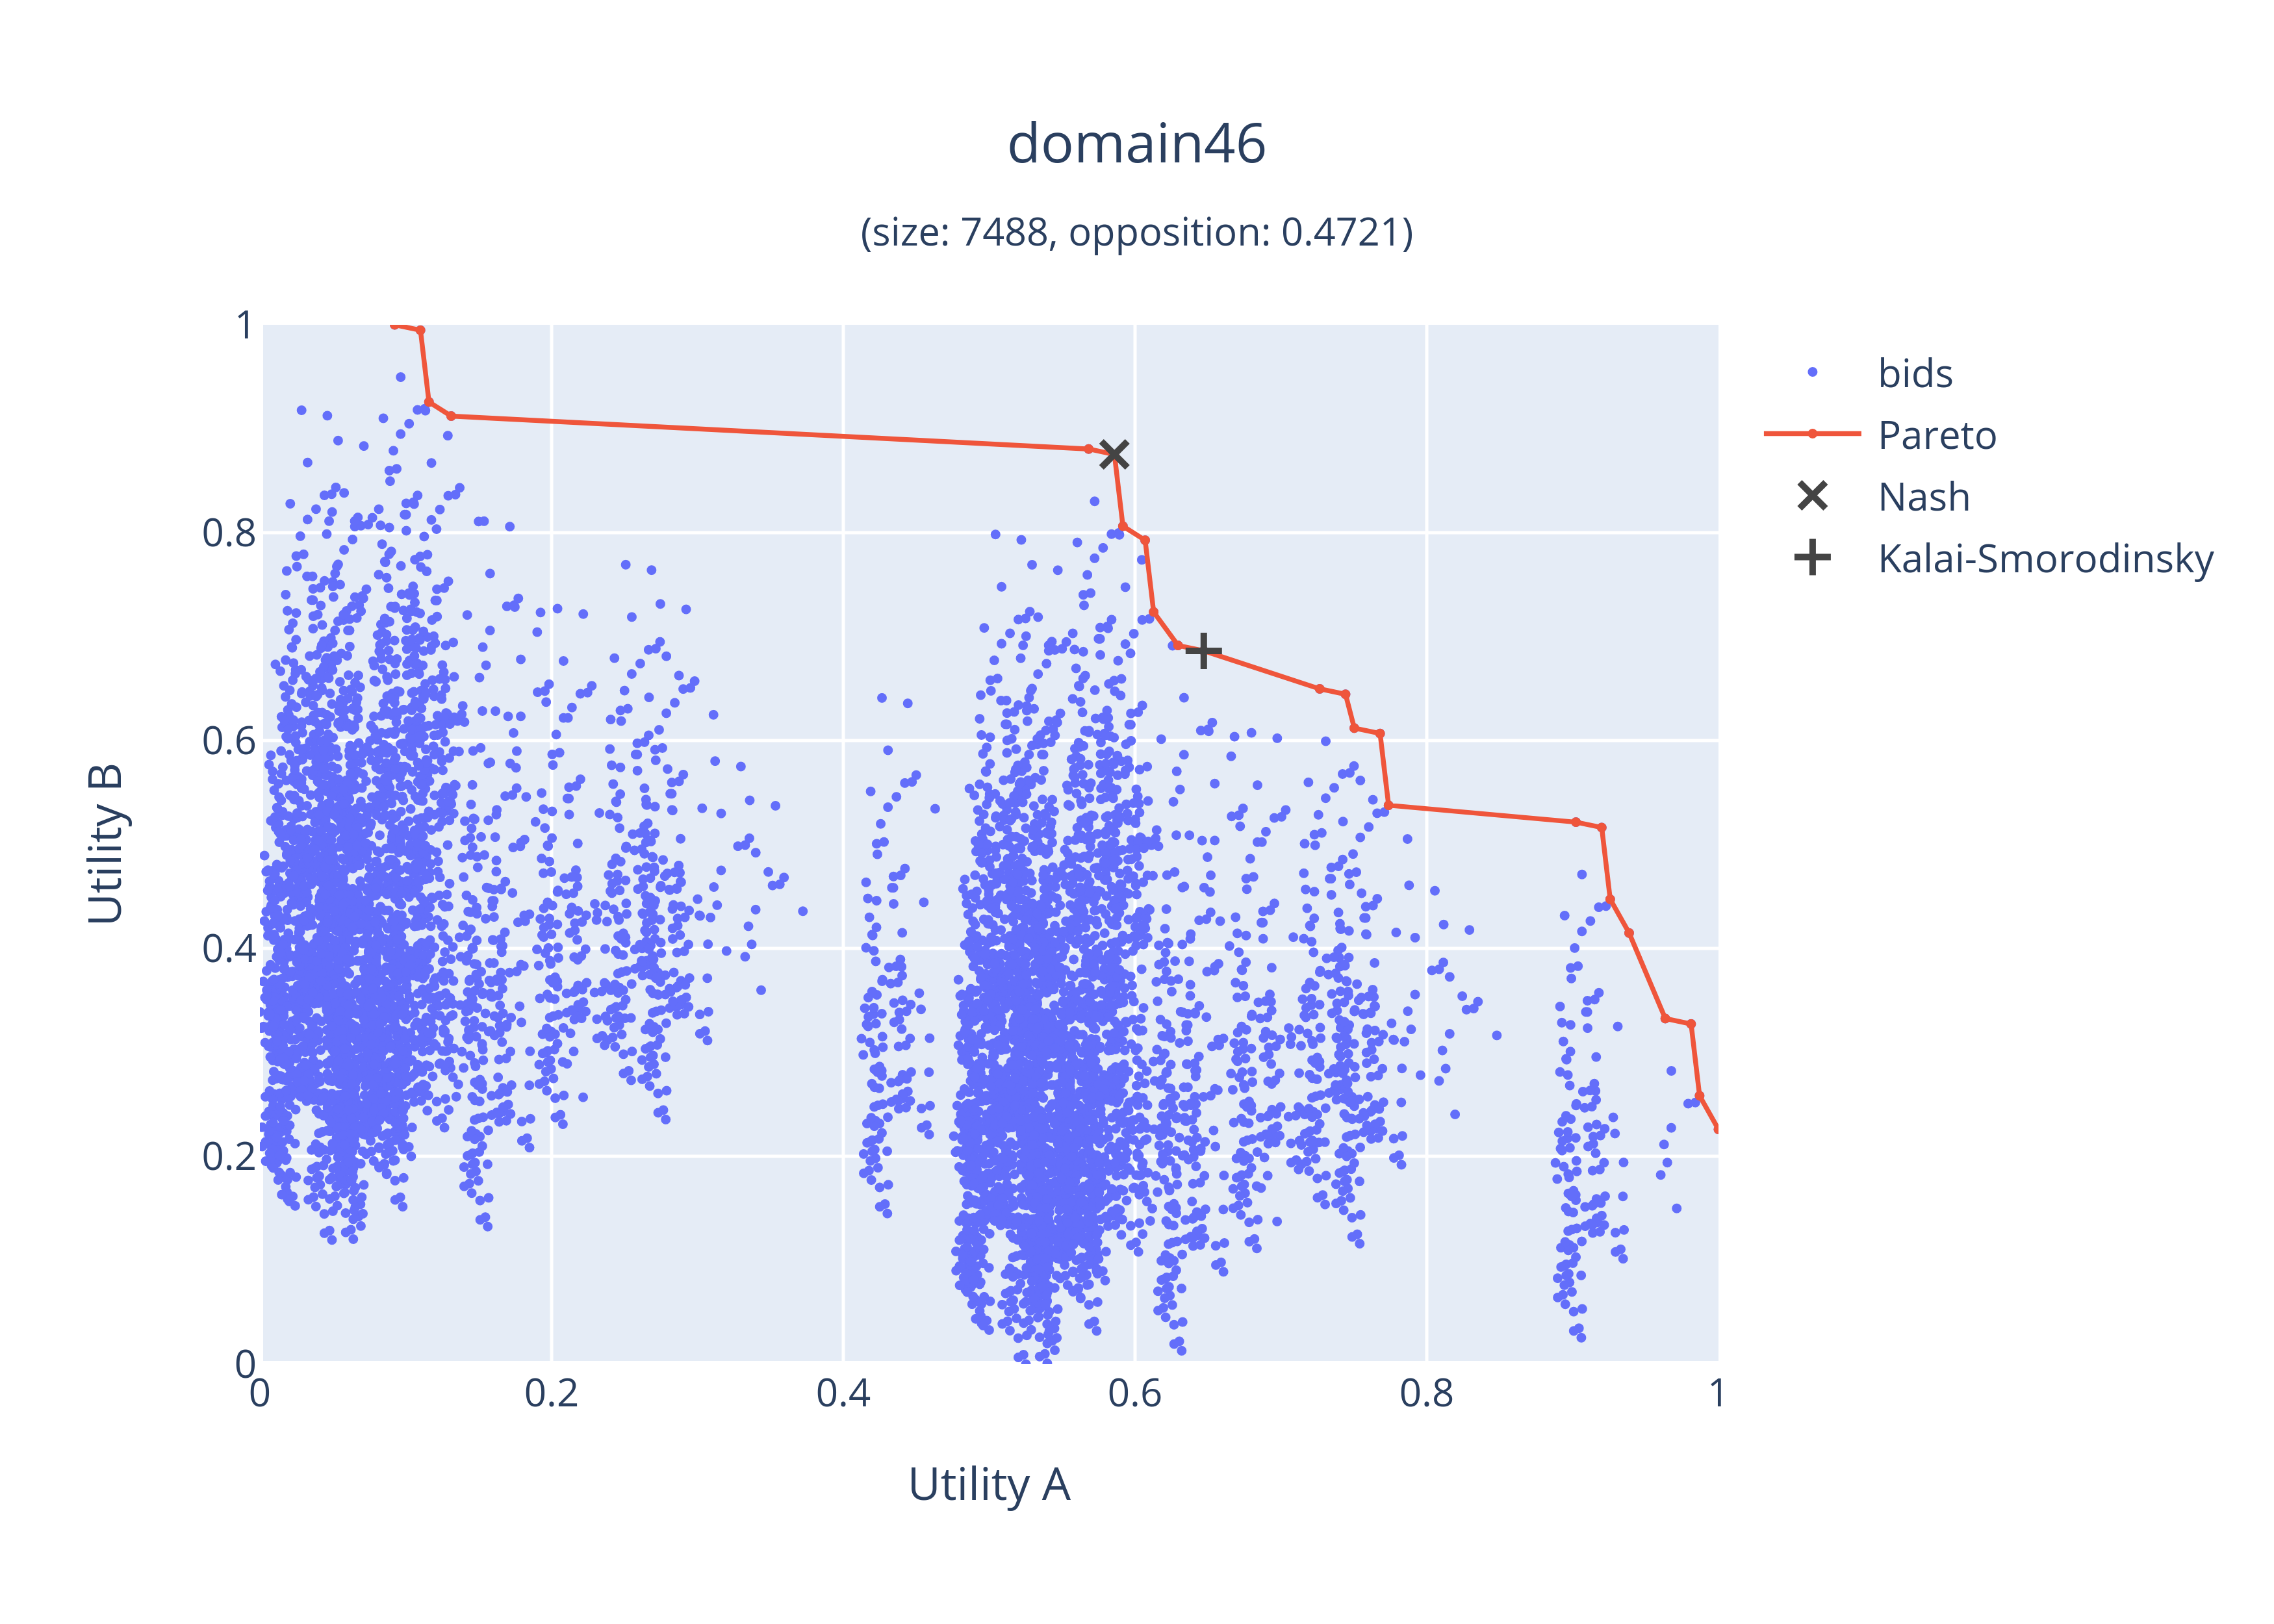 domain46
(size: 7488, opposition: 0.4721)
1
0.8
0.6
0.4
0.2
0
0
0.2
0.4
0.6
0.8
1
Utility B
Utility A
bids
Pareto
Nash
Kalai-Smorodinsky